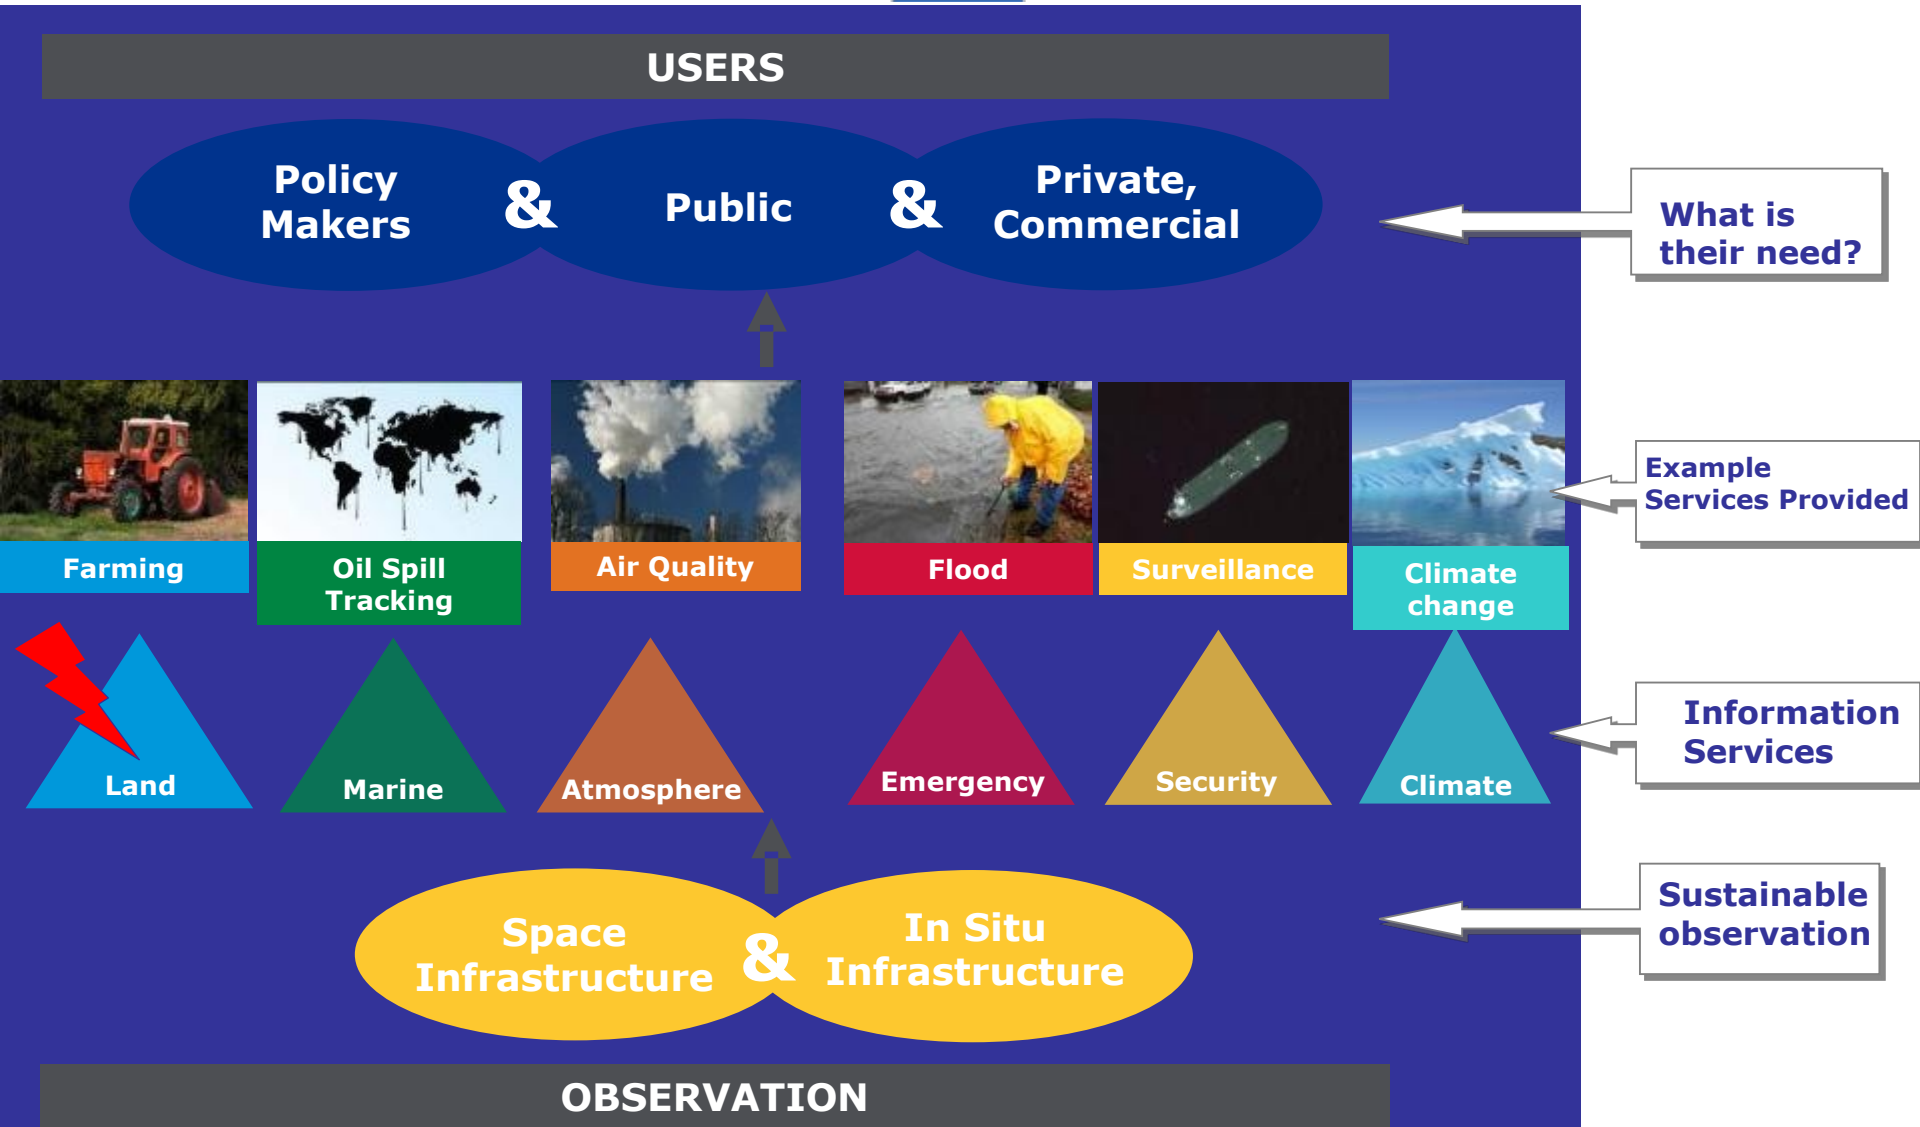 USERS
Policy
Makers
&
Public
&
Private,
Commercial
What is
their need?
Farming
Oil Spill
Tracking
Air Quality
Flood
Surveillance
Climate
change
Example
Services Provided
Land
Marine
Atmosphere
Emergency
Security
Climate
Information
Services
Space
Infrastructure
&
In Situ
Infrastructure
Sustainable
observation
OBSERVATION